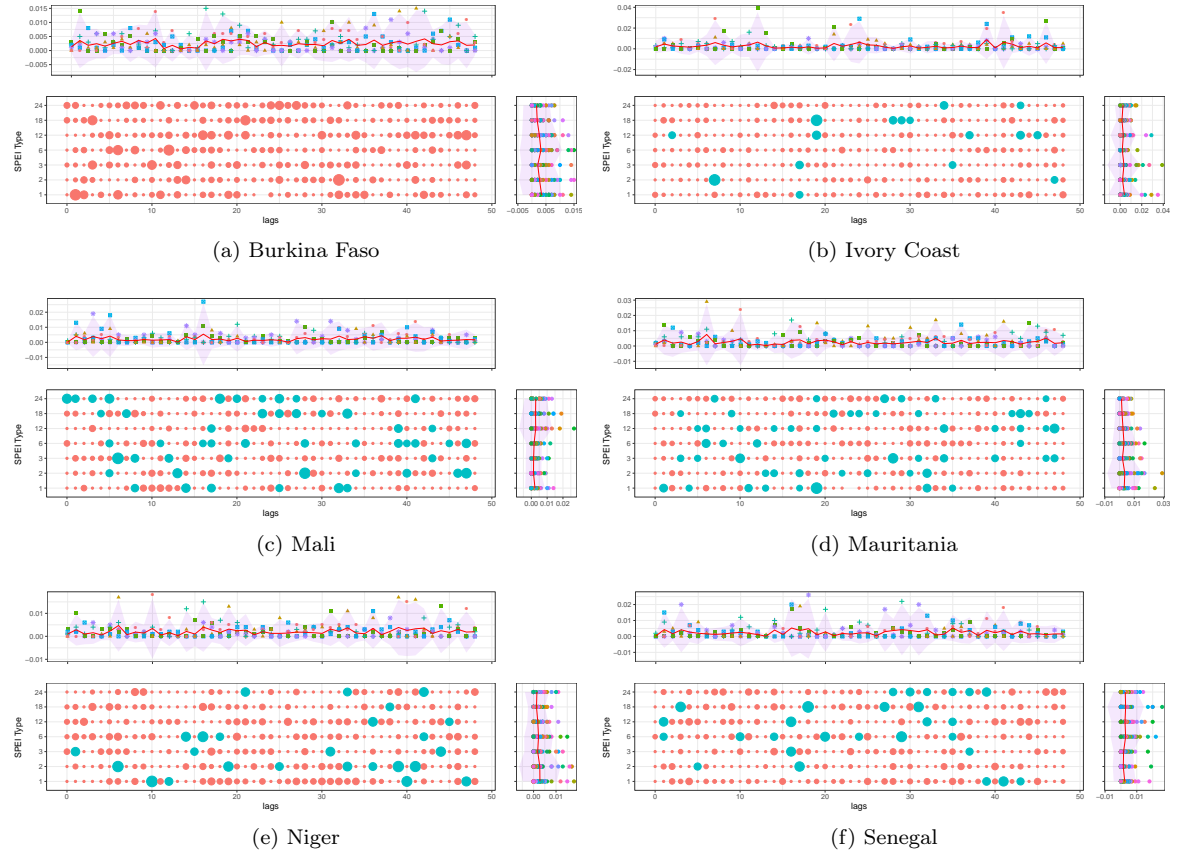 0.015
0.010
0.005
0.000
−0.005
SPEI Type
24
18
12
6
3
2
1
0 10 20 30 40 50
lags
−0.005 0.005 0.015
(a) Burkina Faso
0.04
0.02
0.00
−0.02
SPEI Type
24
18
12
6
3
2
1
0 10 20 30 40 50
lags
0.00 0.02 0.04
(b) Ivory Coast
0.02
0.01
0.00
−0.01
SPEI Type
24
18
12
6
3
2
1
0 10 20 30 40 50
lags
0.00 0.01 0.02
(c) Mali
0.03
0.02
0.01
0.00
−0.01
SPEI Type
24
18
12
6
3
2
1
0 10 20 30 40 50
lags
−0.01 0.01 0.03
(d) Mauritania
0.01
0.00
−0.01
SPEI Type
24
18
12
6
3
2
1
0 10 20 30 40 50
lags
0.00 0.01
(e) Niger
0.02
0.01
0.00
−0.01
SPEI Type
24
18
12
6
3
2
1
0 10 20 30 40 50
lags
−0.01 0.01
(f) Senegal